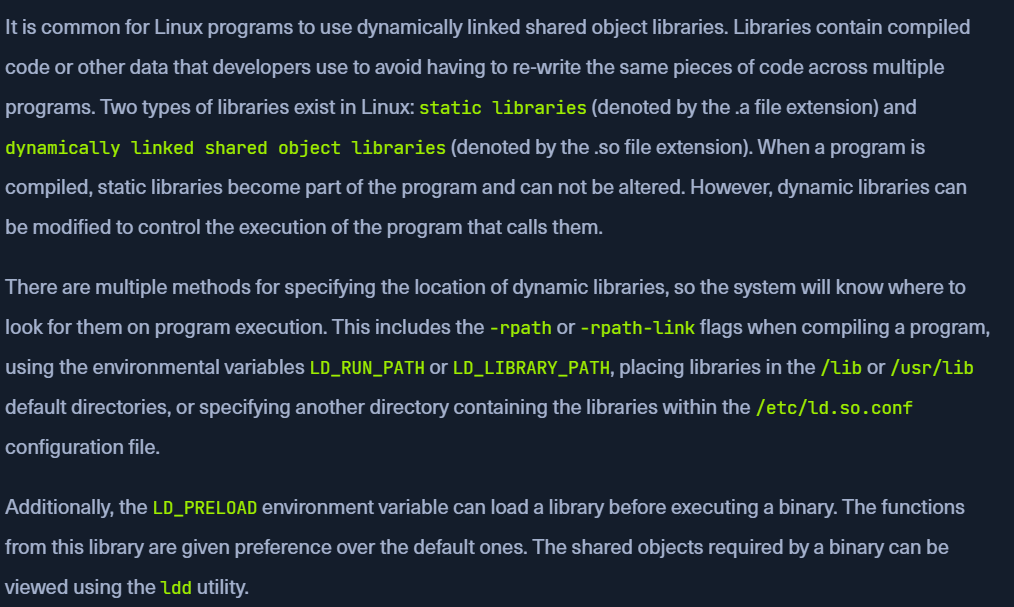 It is common for Linux programs to use dynamically linked shared object libraries. Libraries contain compiled
code or other data that developers use to avoid having to re-write the same pieces of code across multiple
programs. Two types of libraries exist in Linux: static libraries (denoted by the .a file extension) and
dynamically linked shared object libraries (denoted by the .so file extension). When a program is
compiled, static libraries become part of the program and can not be altered. However, dynamic libraries can
be modified to control the execution of the program that calls them.
There are multiple methods for specifying the location of dynamic libraries, so the system will know where to
look for them on program execution. This includes the -rpath or -rpath-link flags when compiling a program,
using the environmental variables LD_RUN_PATH or LD_LIBRARY_PATH, placing libraries in the /lib or /usr/lib
default directories, or specifying another directory containing the libraries within the /etc/ld.so.conf
configuration file.
Additionally, the LD_PRELOAD environment variable can load a library before executing a binary. The functions
from this library are given preference over the default ones. The shared objects required by a binary can be
viewed using the ldd utility.